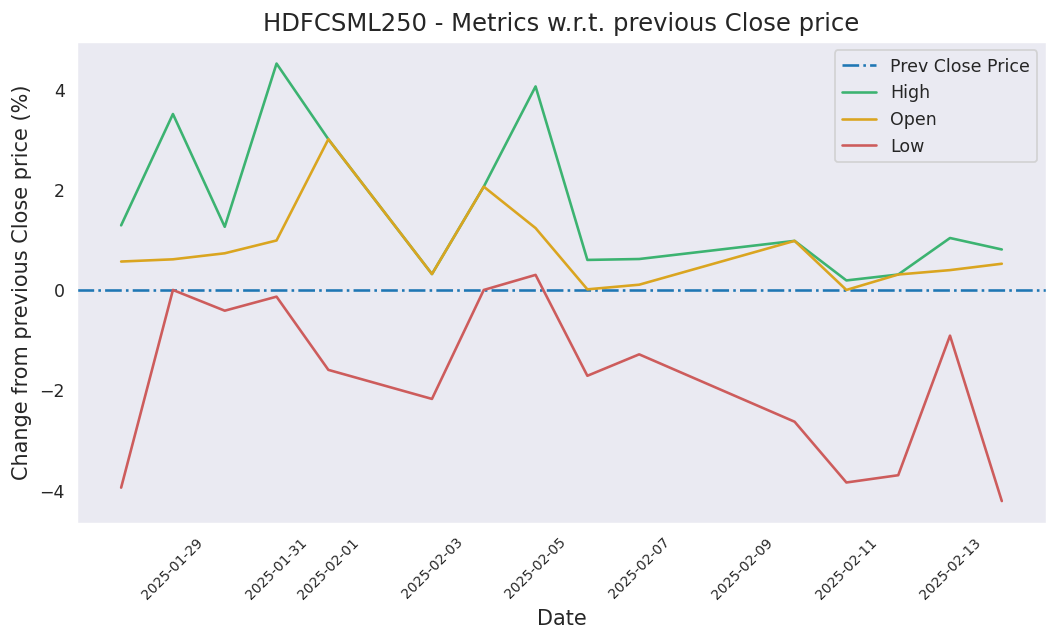 HDFCSML250 - Metrics w.r.t. previous Close price
Prev Close Price
High
Open
Low
Change from previous Close price (%)
4
2
0
−2
−4
2025-01-29
2025-01-31
2025-02-01
2025-02-03
2025-02-05
2025-02-07
2025-02-09
2025-02-11
2025-02-13
Date